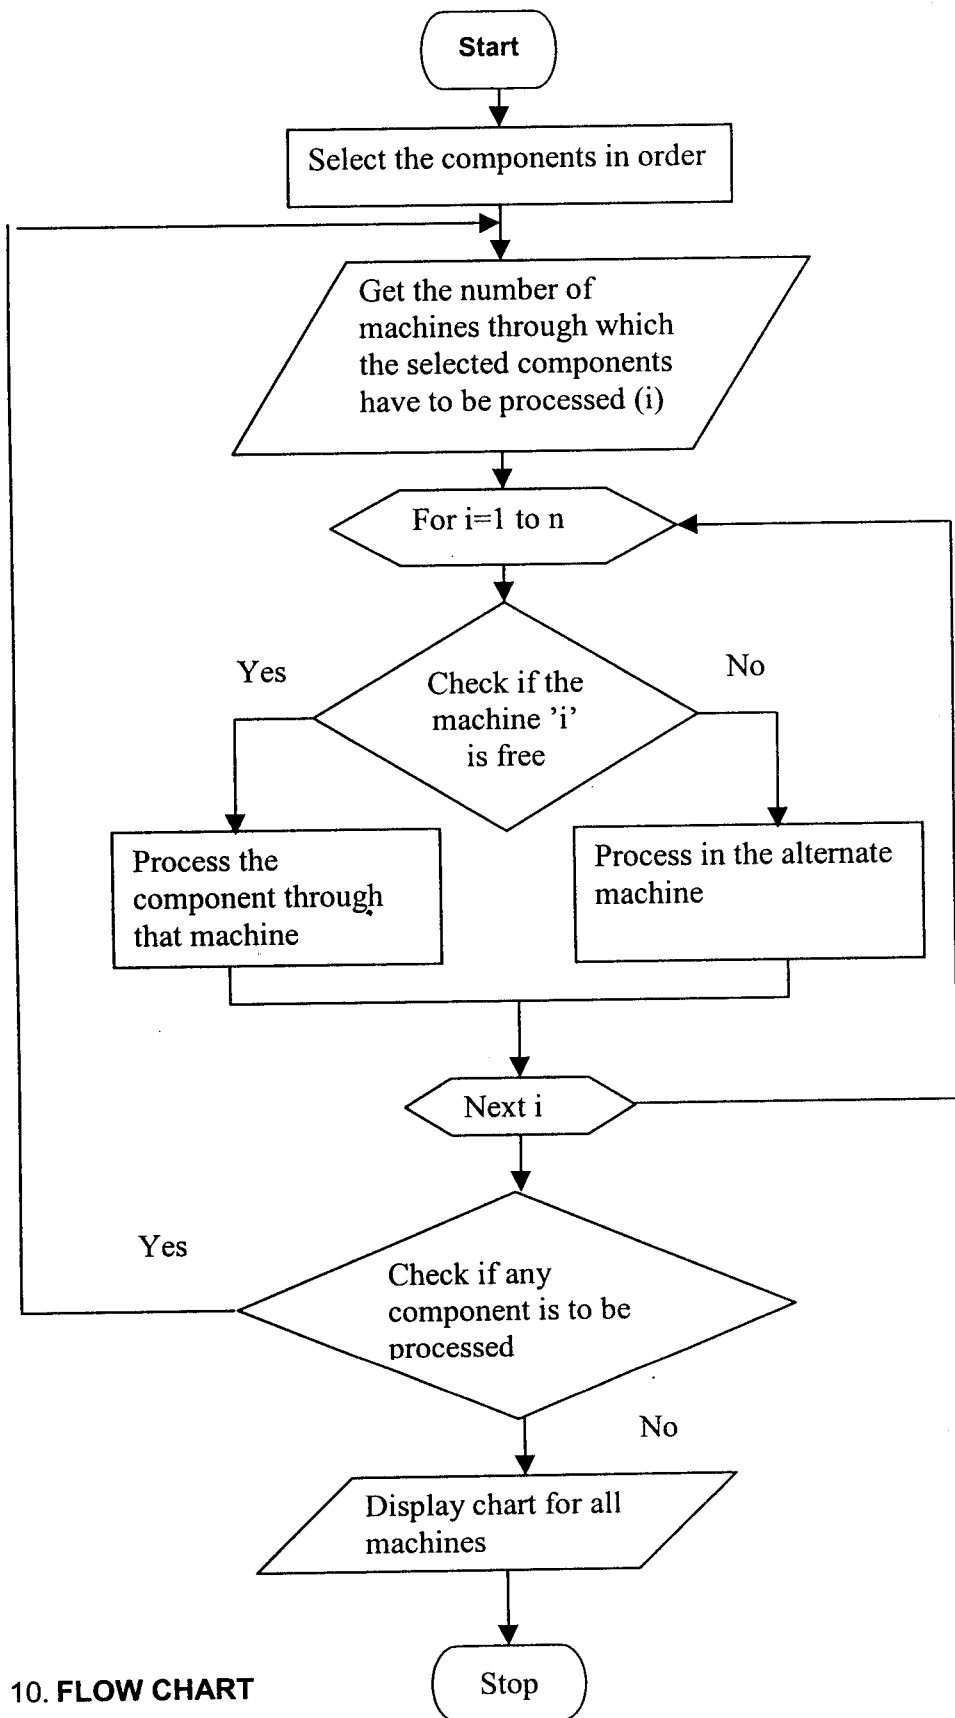 Start
Select the components in order
Get the number of
machines through which
the selected components
have to be processed (i)
For i=1 to n
Yes
No
Check if the
machine 'i'
is free
Process the
component through
that machine
Process in the alternate
machine
Next i
Yes
Check if any
component is to be
processed
No
Display chart for all
machines
Stop
10. FLOW CHART